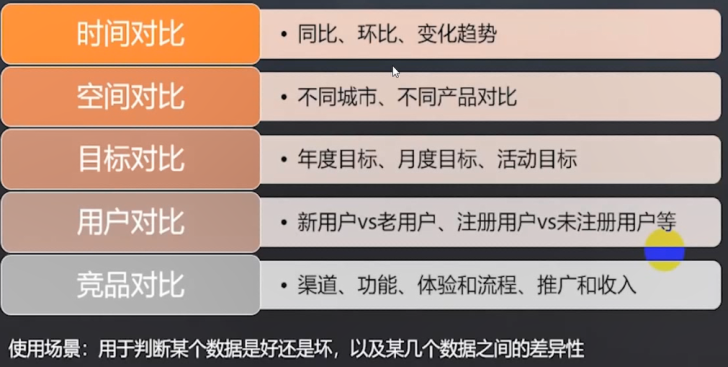 时间对比
• 同比、环比、变化趋势
空间对比
• 不同城市、不同产品对比
目标对比
• 年度目标、月度目标、活动目标
用户对比
• 新用户vs老用户、注册用户vs未注册用户等
竞品对比
• 渠道、功能、体验和流程、推广和收入
使用场景：用于判断某个数据是好还是坏，以及某几个数据之间的差异性